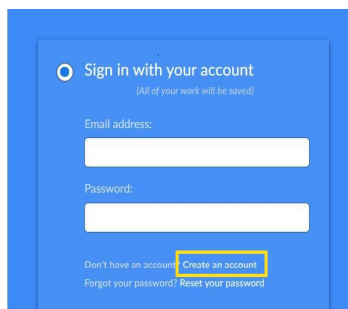 Sign in with your account
(All of your work will be saved)
Email address:
Password:
Don't have an account? Create an account
Forgot your password? Reset your password